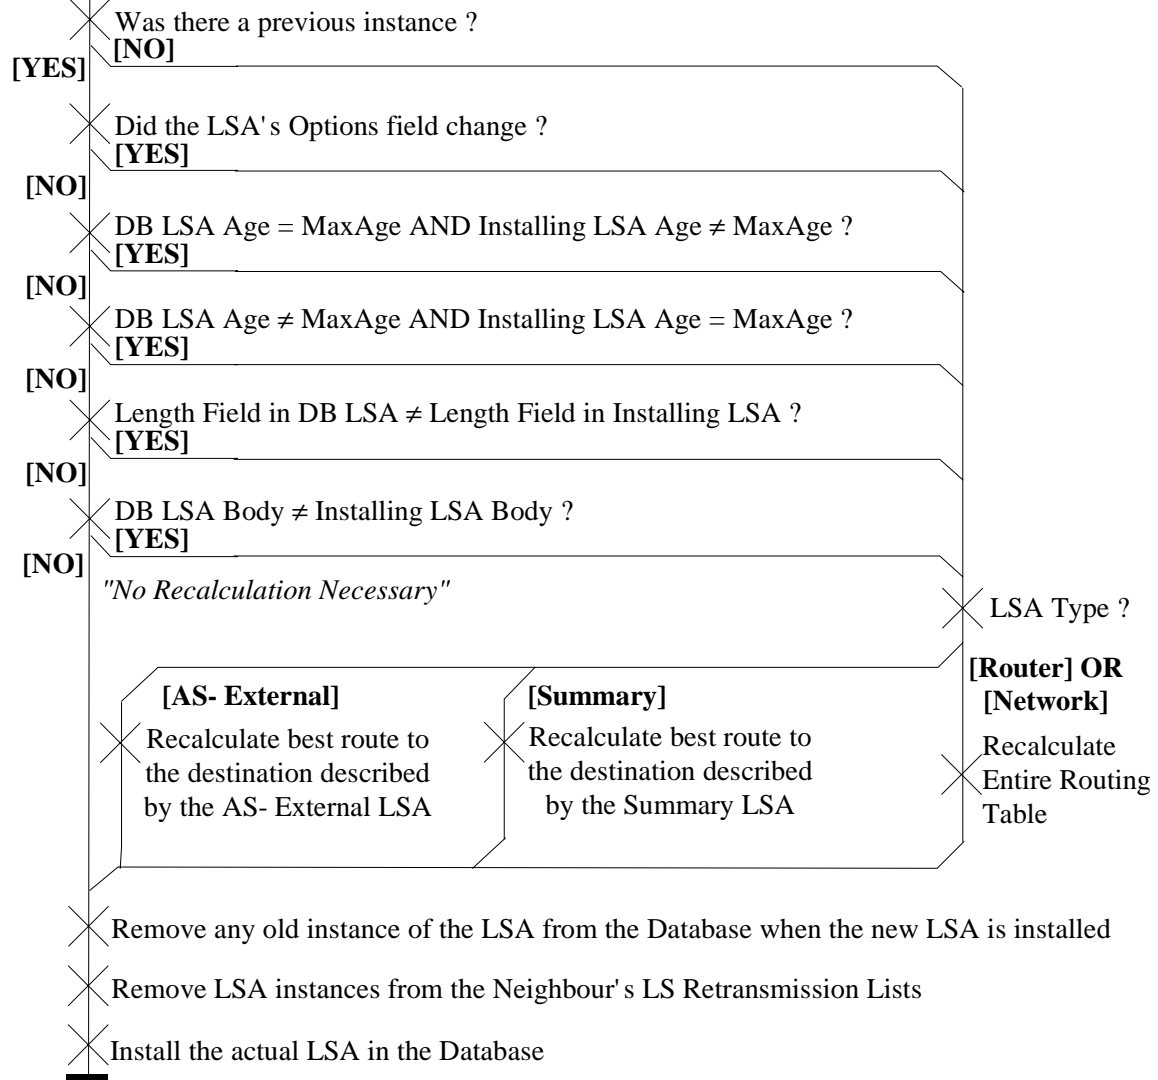 Was there a previous instance ?
[NO]
[YES]
Did the LSA's Options field change ?
[YES]
[NO]
DB LSA Age = MaxAge AND Installing LSA Age ≠ MaxAge ?
[YES]
[NO]
DB LSA Age ≠ MaxAge AND Installing LSA Age = MaxAge ?
[YES]
[NO]
Length Field in DB LSA ≠ Length Field in Installing LSA ?
[YES]
[NO]
DB LSA Body ≠ Installing LSA Body ?
[YES]
[NO]
"No Recalculation Necessary"
LSA Type ?
[AS- External]
Recalculate best route to
the destination described
by the AS- External LSA
[Summary]
Recalculate best route to
the destination described
by the Summary LSA
[Router] OR
[Network]
Recalculate
Entire Routing
Table
Remove any old instance of the LSA from the Database when the new LSA is installed
Remove LSA instances from the Neighbour's LS Retransmission Lists
Install the actual LSA in the Database